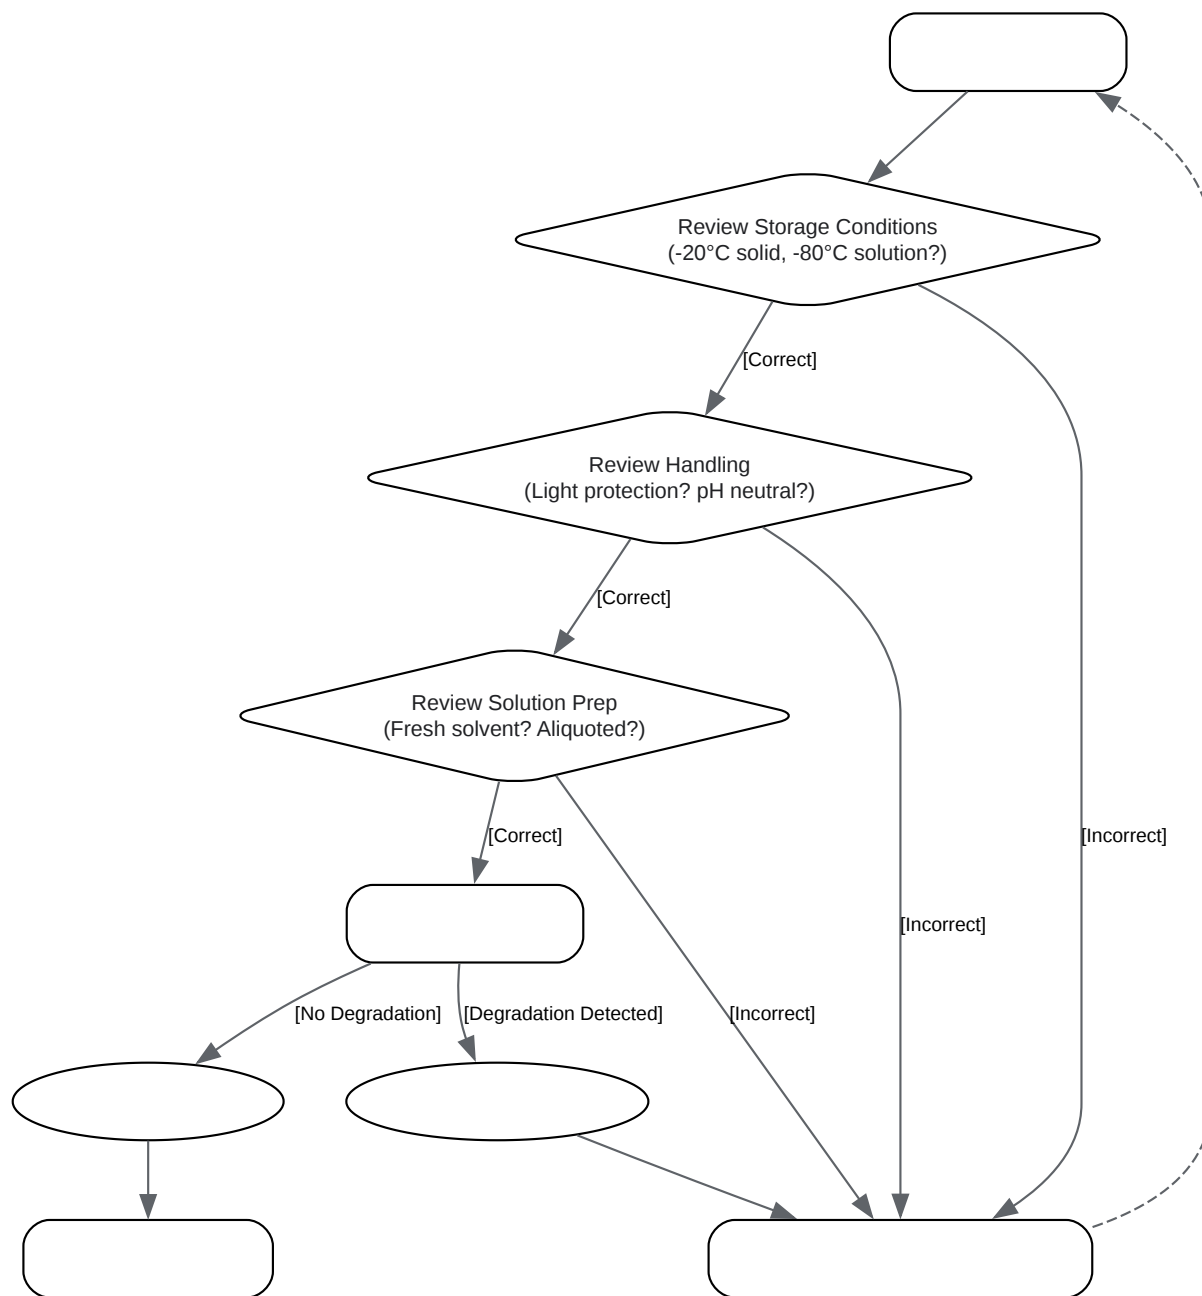 Review Storage Conditions
(-20°C solid, -80°C solution?)
[Correct]
Review Handling
(Light protection? pH neutral?)
[Correct]
Review Solution Prep
(Fresh solvent? Aliquoted?)
[Correct]
[Incorrect]
[Incorrect]
[No Degradation]
[Degradation Detected]
[Incorrect]